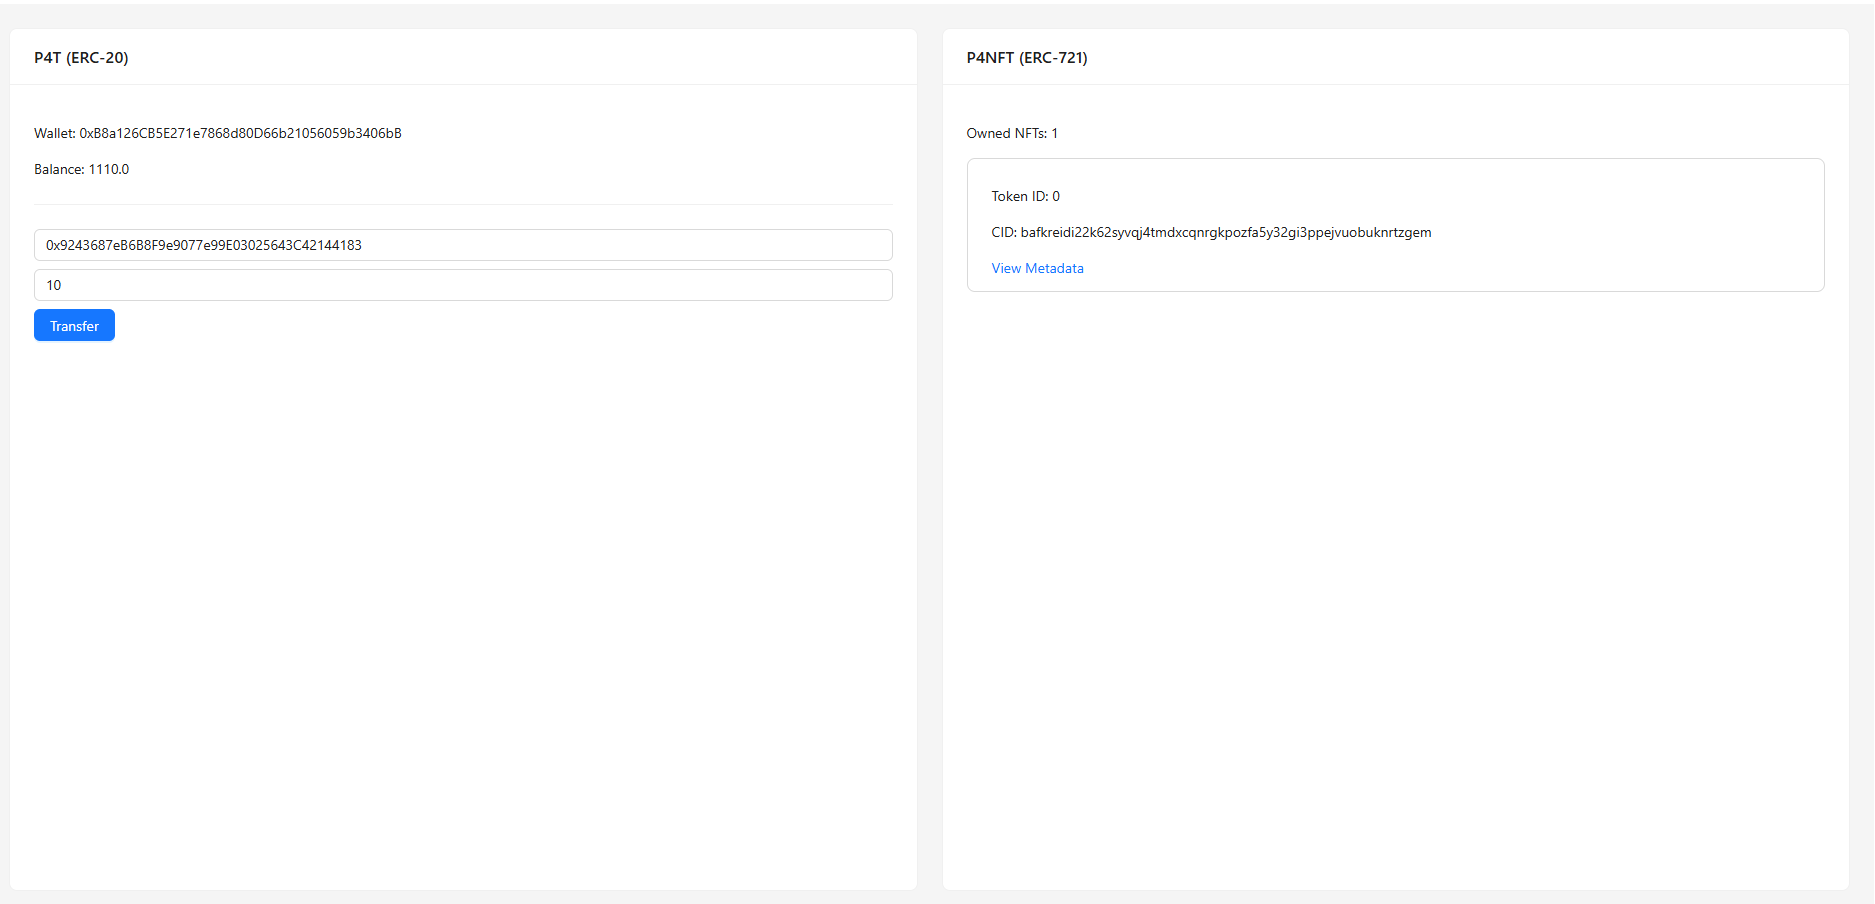 P4T (ERC-20)
Wallet: 0xB8a126CB5E271e7868d80D66b21056059b3406bB
Balance: 1110.0
0x9243687eB6B8F9e9077e99E03025643C42144183
10
Transfer
P4NFT (ERC-721)
Owned NFTs: 1
Token ID: 0
CID: bafkreidi22k62syvqj4tmdxcqnrgkpozfa5y32gi3ppejvuobuknrtzgem
View Metadata